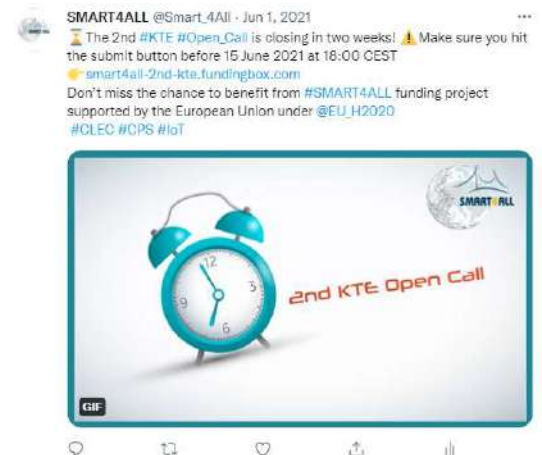 SMART4ALL @Smart_4All · Jun 1, 2021
⏳ The 2nd #KTE #Open_Call is closing in two weeks! ⚠️ Make sure you hit
the submit button before 15 June 2021 at 18:00 CEST
👉 smart4all-2nd-kte.fundingbox.com
Don't miss the chance to benefit from #SMART4ALL funding project
supported by the European Union under @EU_H2020
#CLEC #CPS #IoT
SMART4ALL
12
3
9
6
2nd KTE Open Call
GIF